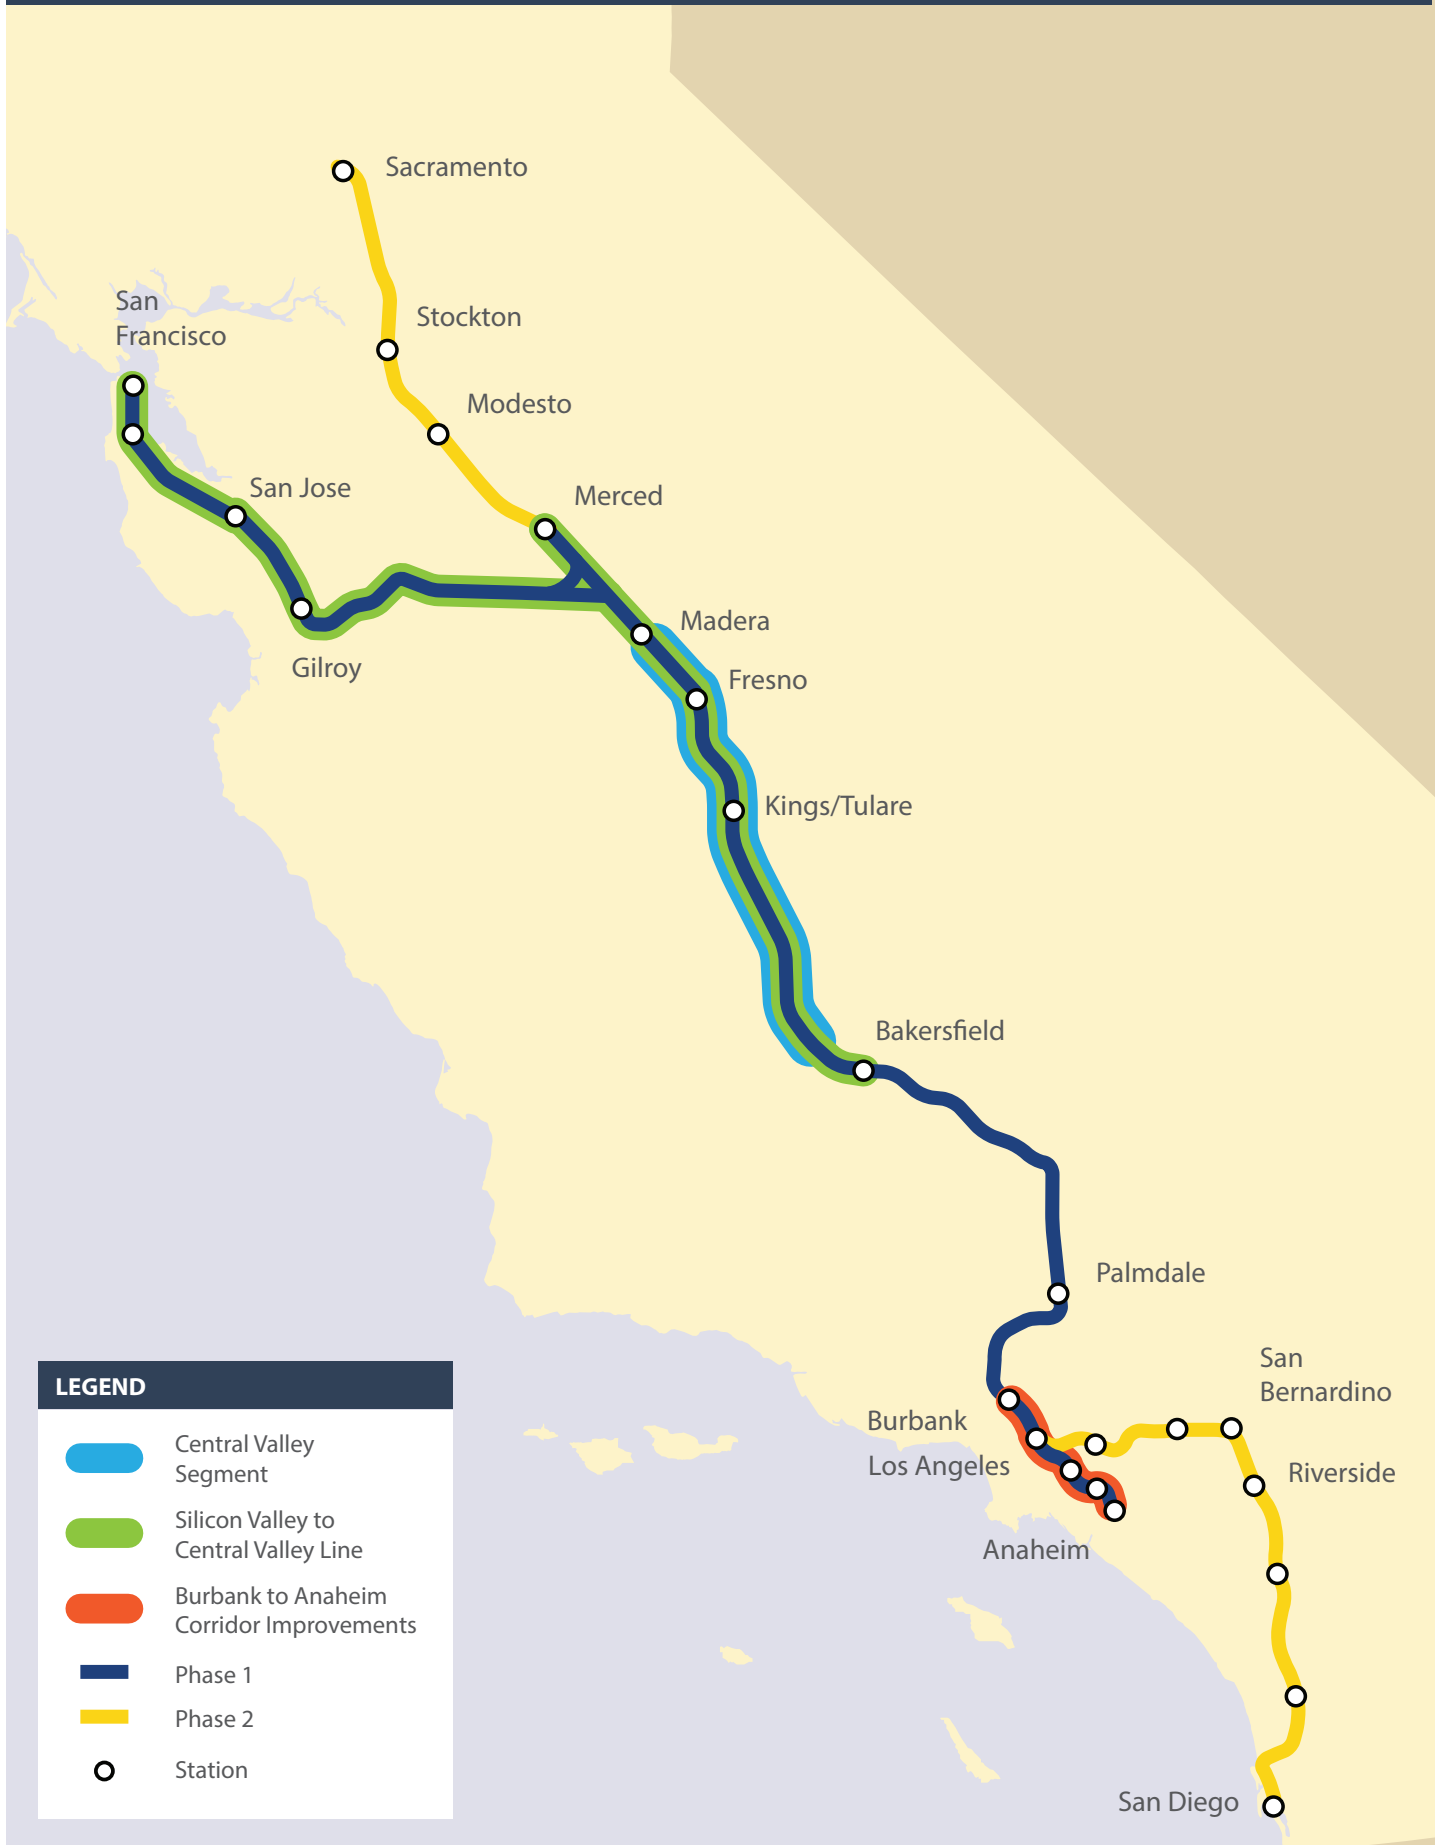 Sacramento
San
Francisco
Stockton
Modesto
San Jose
Merced
Gilroy
Madera
Fresno
Kings/Tulare
Bakersfield
Palmdale
San
Bernardino
Burbank
Los Angeles
Riverside
Anaheim
San Diego
LEGEND
Central Valley
Segment
Silicon Valley to
Central Valley Line
Burbank to Anaheim
Corridor Improvements
Phase 1
Phase 2
Station